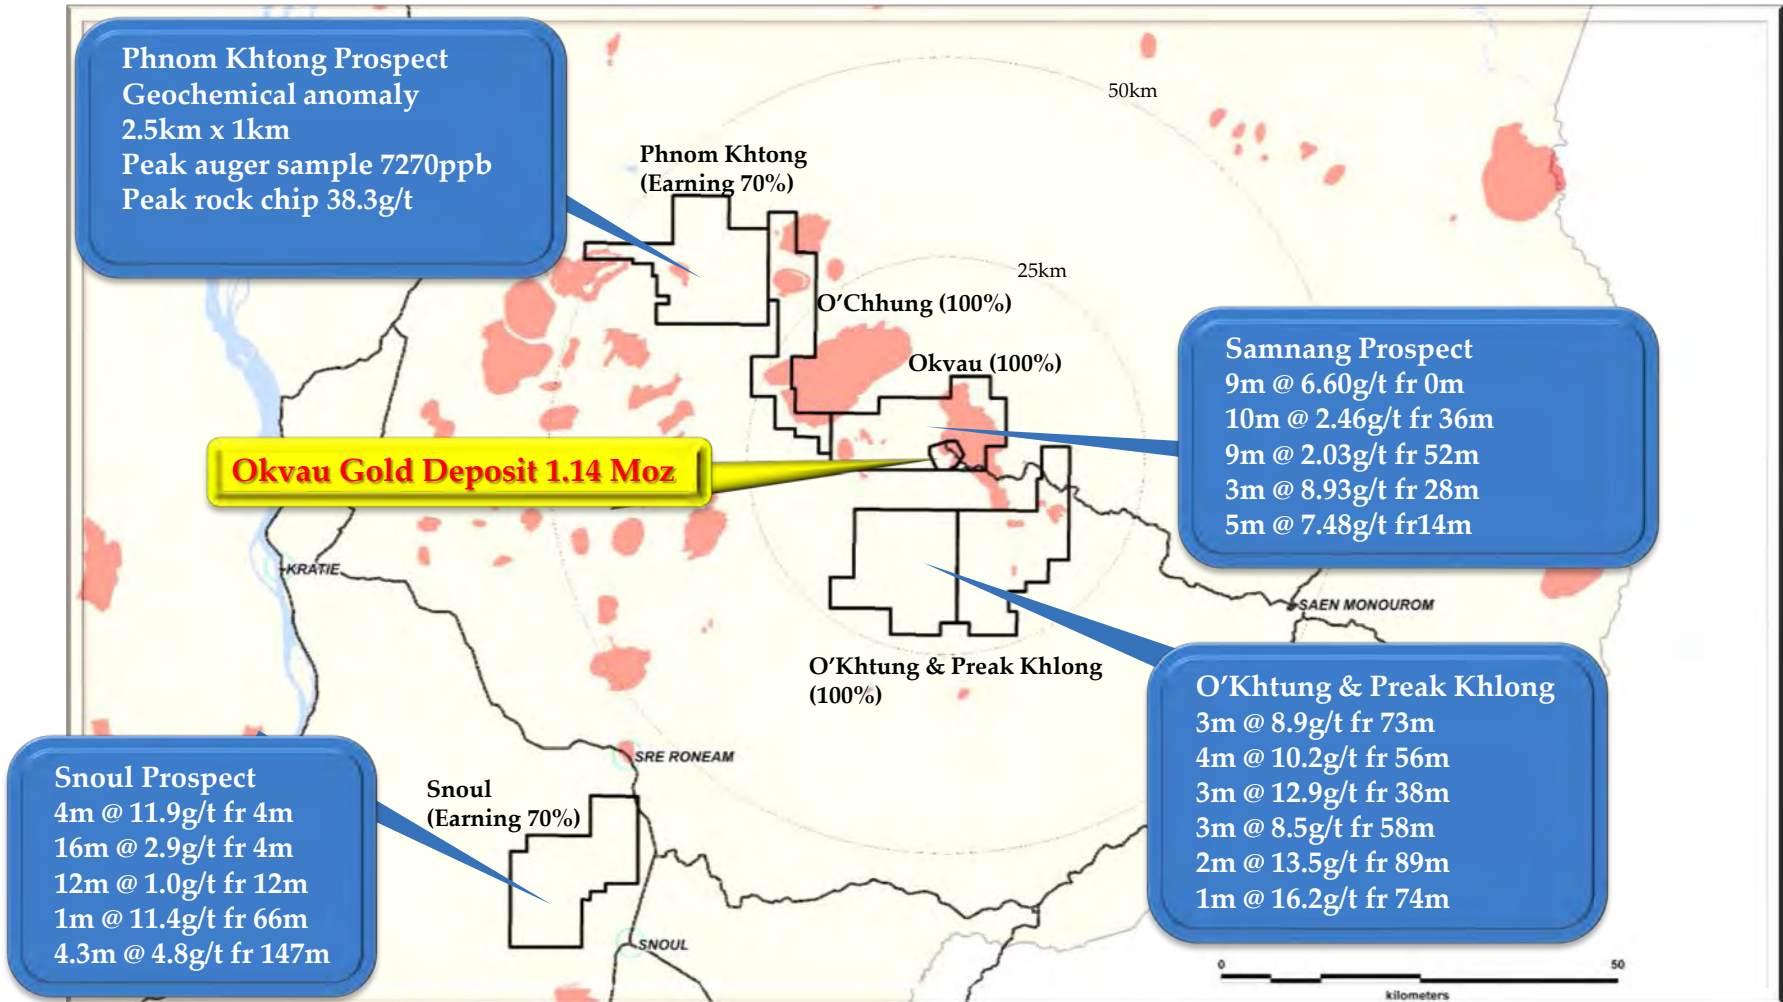 Phnom Khtong Prospect
Geochemical anomaly
2.5km x 1km
Peak auger sample 7270ppb
Peak rock chip 38.3g/t
50km
Phnom Khtong
(Earning 70%)
25km
O'Chhung (100%)
Okvau (100%)
Samnang Prospect
9m @ 6.60g/t fr 0m
10m @ 2.46g/t fr 36m
9m @ 2.03g/t fr 52m
3m @ 8.93g/t fr 28m
5m @ 7.48g/t fr14m
Okvau Gold Deposit 1.14 Moz
KRATIE
SAEN MONOUROM
O'Khtung & Preak Khlong
(100%)
O'Khtung & Preak Khlong
3m @ 8.9g/t fr 73m
4m @ 10.2g/t fr 56m
3m @ 12.9g/t fr 38m
3m @ 8.5g/t fr 58m
2m @ 13.5g/t fr 89m
1m @ 16.2g/t fr 74m
SRE RONEAM
Snoul
(Earning 70%)
Snoul Prospect
4m @ 11.9g/t fr 4m
16m @ 2.9g/t fr 4m
12m @ 1.0g/t fr 12m
1m @ 11.4g/t fr 66m
4.3m @ 4.8g/t fr 147m
SNOUL
0 50
kilometers